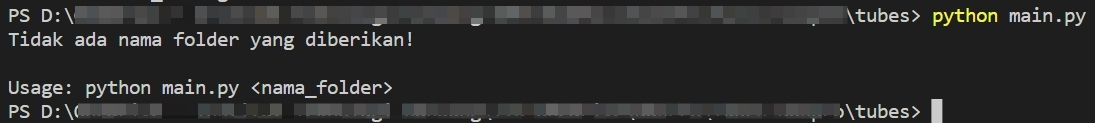 PS D:\ \tubes> python main.py
Tidak ada nama folder yang diberikan!
Usage: python main.py <nama_folder>
PS D:\ \tubes>